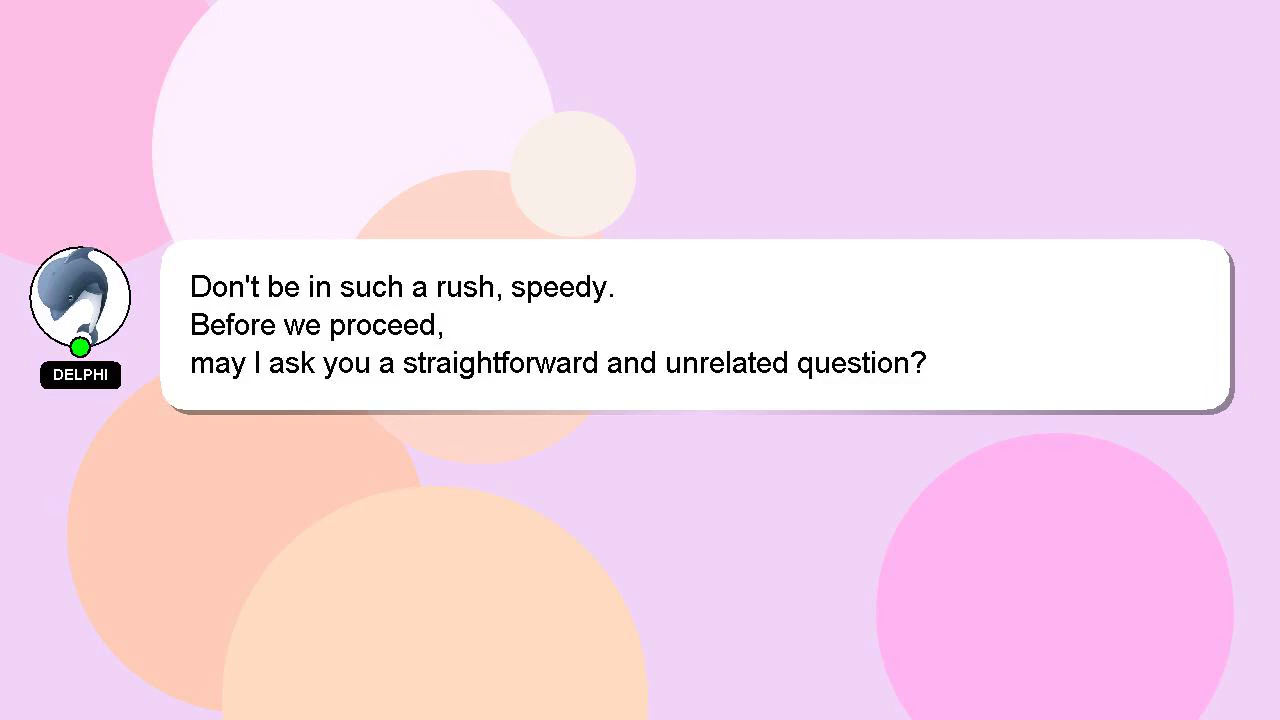 Don't be in such a rush, speedy.
Before we proceed,
may I ask you a straightforward and unrelated question?
DELPHI